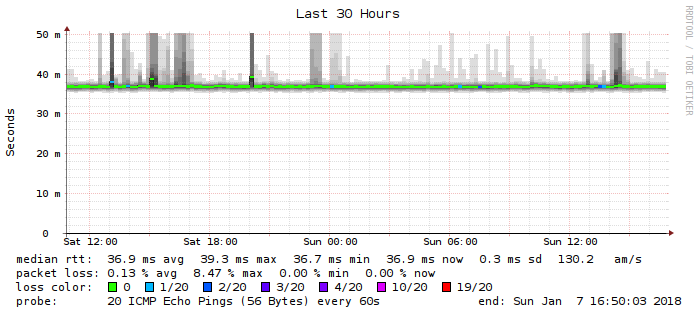 Last 30 Hours
RRDTOOL / TOBI OETIKER
Seconds
50 m
40 m
30 m
20 m
10 m
0
Sat 12:00 Sat 18:00 Sun 00:00 Sun 06:00 Sun 12:00
median rtt: 36.9 ms avg 39.3 ms max 36.7 ms min 36.9 ms now 0.3 ms sd 130.2 am/s
packet loss: 0.13 % avg 8.47 % max 0.00 % min 0.00 % now
loss color: 0 1/20 2/20 3/20 4/20 10/20 19/20
probe: 20 ICMP Echo Pings (56 Bytes) every 60s end: Sun Jan 7 16:50:03 2018